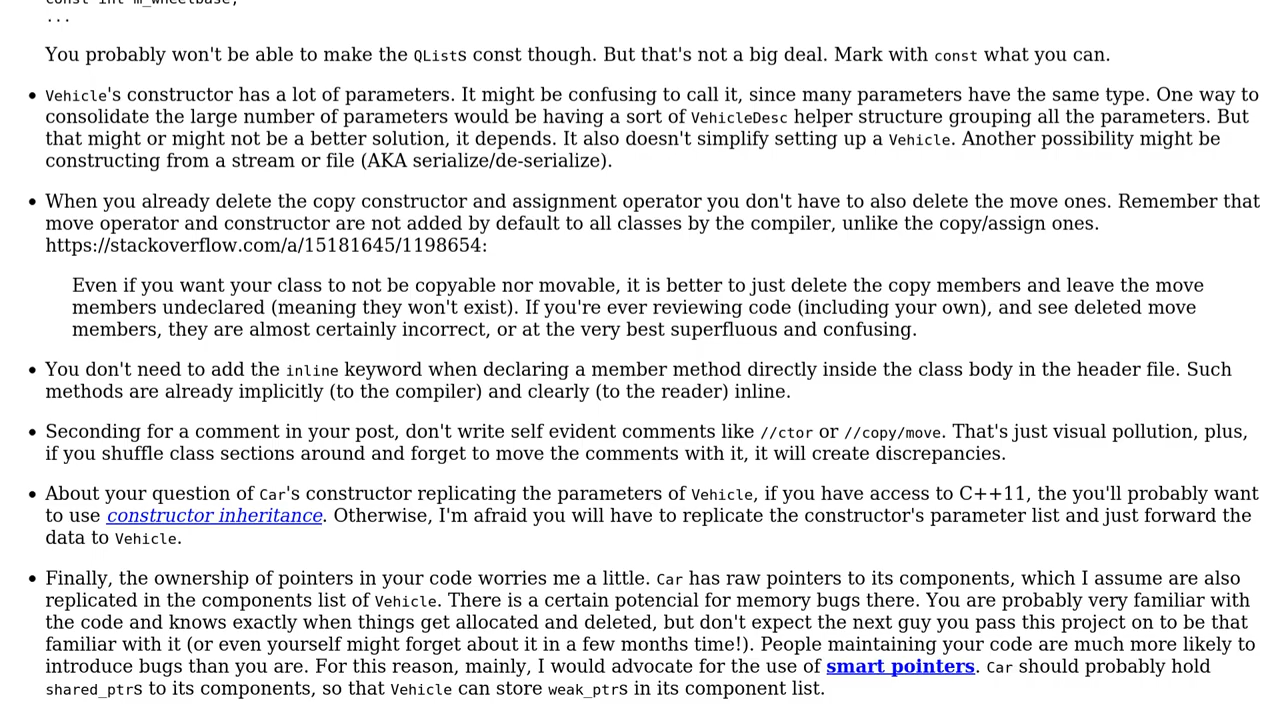 const int m_wheelbase;
...
You probably won't be able to make the QLists const though. But that's not a big deal. Mark with const what you can.
• Vehicle's constructor has a lot of parameters. It might be confusing to call it, since many parameters have the same type. One way to
consolidate the large number of parameters would be having a sort of VehicleDesc helper structure grouping all the parameters. But
that might or might not be a better solution, it depends. It also doesn't simplify setting up a Vehicle. Another possibility might be
constructing from a stream or file (AKA serialize/de-serialize).
• When you already delete the copy constructor and assignment operator you don't have to also delete the move ones. Remember that
move operator and constructor are not added by default to all classes by the compiler, unlike the copy/assign ones.
https://stackoverflow.com/a/15181645/1198654:
Even if you want your class to not be copyable nor movable, it is better to just delete the copy members and leave the move
members undeclared (meaning they won't exist). If you're ever reviewing code (including your own), and see deleted move
members, they are almost certainly incorrect, or at the very best superfluous and confusing.
• You don't need to add the inline keyword when declaring a member method directly inside the class body in the header file. Such
methods are already implicitly (to the compiler) and clearly (to the reader) inline.
• Seconding for a comment in your post, don't write self evident comments like //ctor or //copy/move. That's just visual pollution, plus,
if you shuffle class sections around and forget to move the comments with it, it will create discrepancies.
• About your question of Car's constructor replicating the parameters of Vehicle, if you have access to C++11, the you'll probably want
to use constructor inheritance. Otherwise, I'm afraid you will have to replicate the constructor's parameter list and just forward the
data to Vehicle.
• Finally, the ownership of pointers in your code worries me a little. Car has raw pointers to its components, which I assume are also
replicated in the components list of Vehicle. There is a certain potencial for memory bugs there. You are probably very familiar with
the code and knows exactly when things get allocated and deleted, but don't expect the next guy you pass this project on to be that
familiar with it (or even yourself might forget about it in a few months time!). People maintaining your code are much more likely to
introduce bugs than you are. For this reason, mainly, I would advocate for the use of smart pointers. Car should probably hold
shared_ptrs to its components, so that Vehicle can store weak_ptrs in its component list.